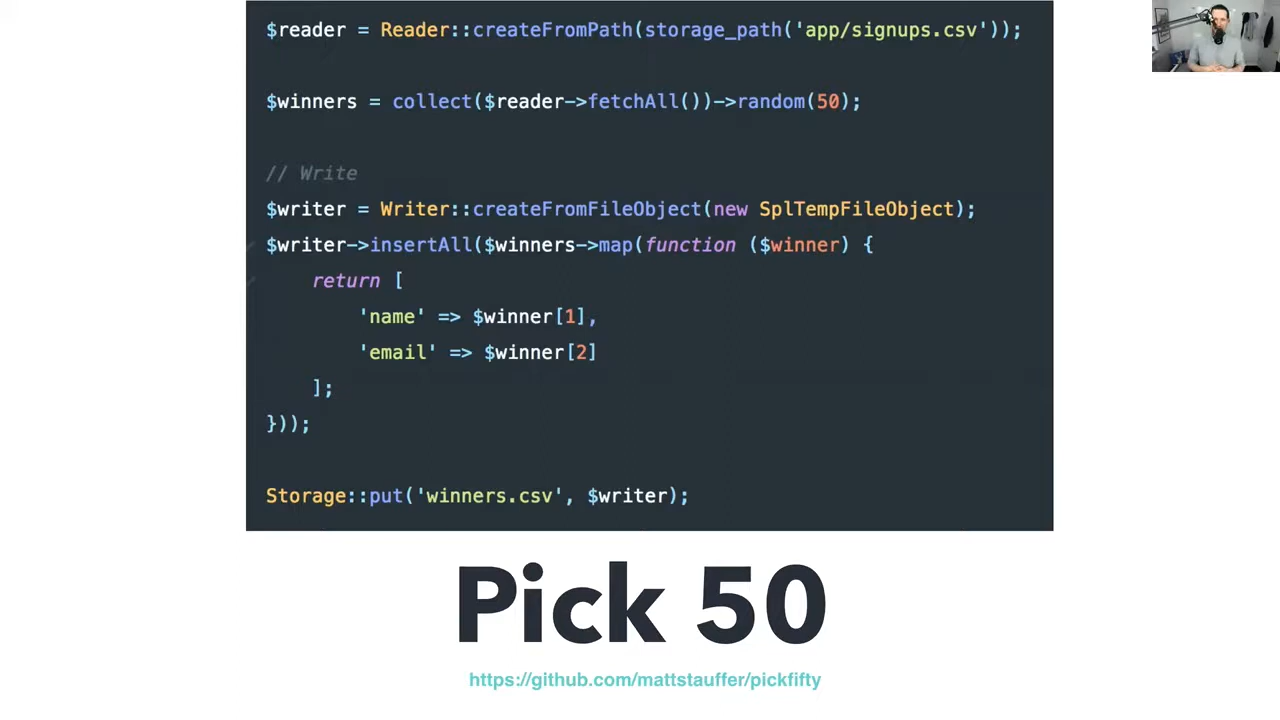 $reader = Reader::createFromPath(storage_path('app/signups.csv'));
$winners = collect($reader->fetchAll())->random(50);
// Write
$writer = Writer::createFromFileObject(new SplTempFileObject);
$writer->insertAll($winners->map(function ($winner) {
return [
'name' => $winner[1],
'email' => $winner[2]
];
}));
Storage::put('winners.csv', $writer);
Pick 50
https://github.com/mattstauffer/pickfifty